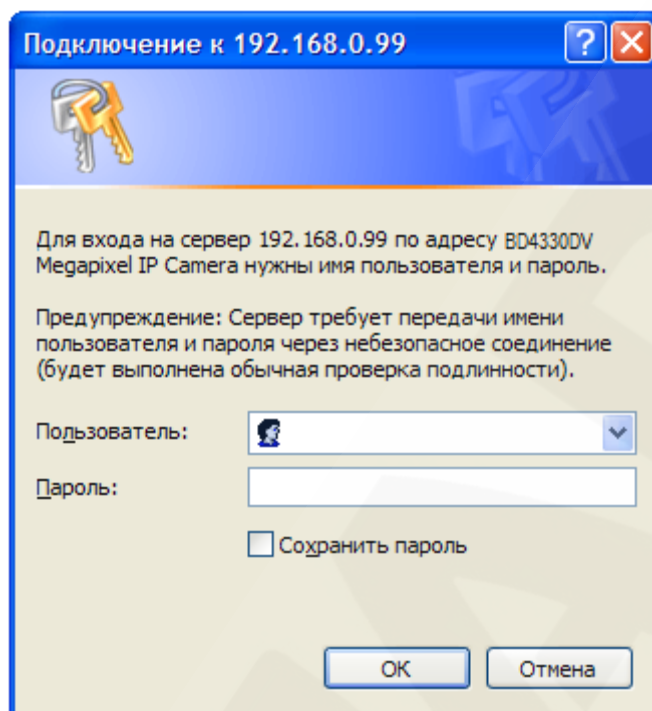 Подключение к 192.168.0.99
Для входа на сервер 192.168.0.99 по адресу BD4330DV
Megapixel IP Camera нужны имя пользователя и пароль.
Предупреждение: Сервер требует передачи имени
пользователя и пароля через небезопасное соединение
(будет выполнена обычная проверка подлинности).
Пользователь:
Пароль:
Сохранить пароль
ОК
Отмена